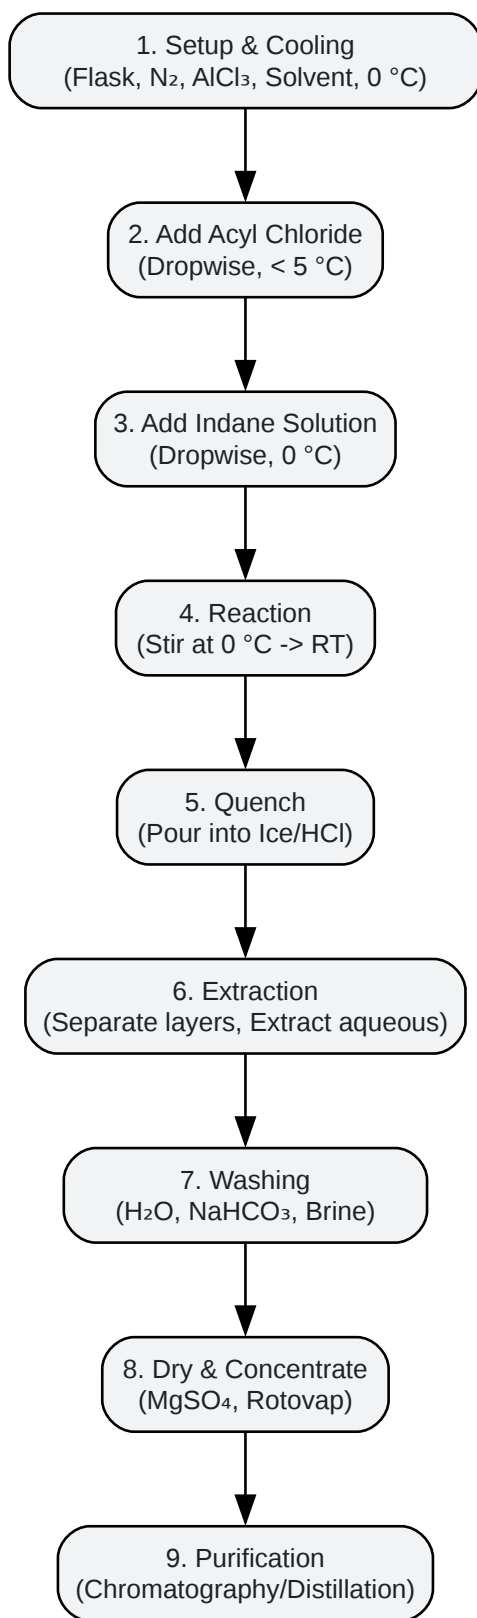 1. Setup & Cooling
(Flask, N₂, AlCl₃, Solvent, 0 °C)
2. Add Acyl Chloride
(Dropwise, < 5 °C)
3. Add Indane Solution
(Dropwise, 0 °C)
4. Reaction
(Stir at 0 °C -> RT)
5. Quench
(Pour into Ice/HCl)
6. Extraction
(Separate layers, Extract aqueous)
7. Washing
(H₂O, NaHCO₃, Brine)
8. Dry & Concentrate
(MgSO₄, Rotovap)
9. Purification
(Chromatography/Distillation)